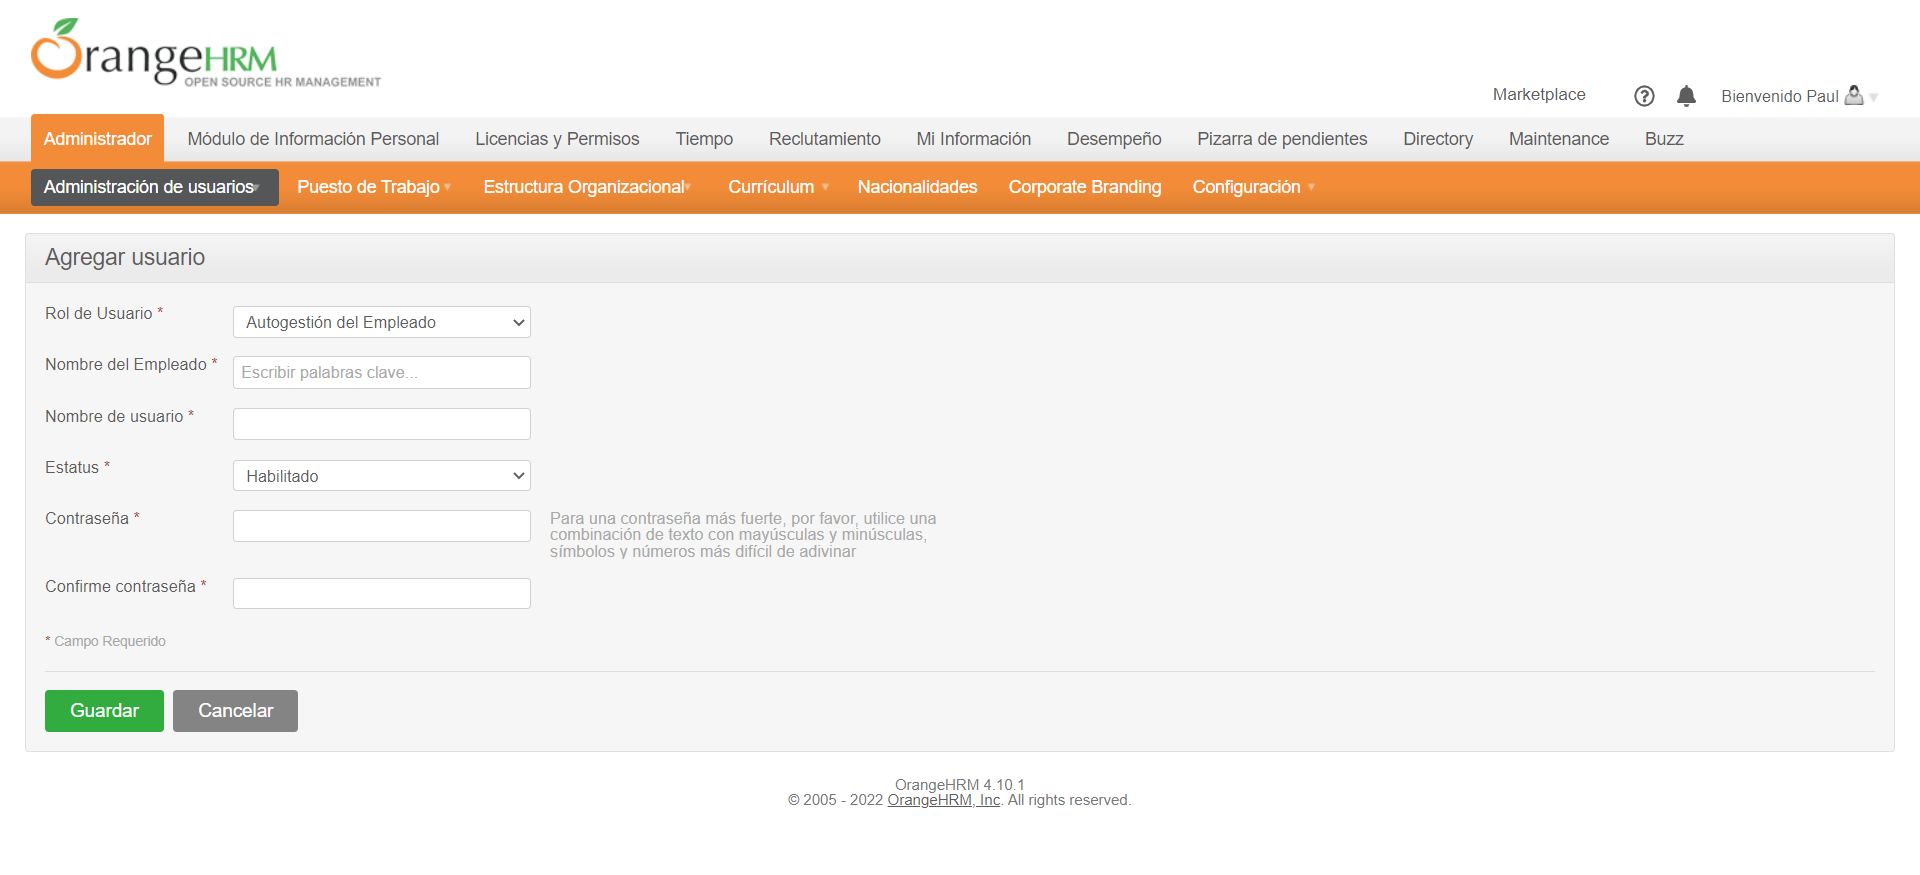 OrangeHRM
OPEN SOURCE HR MANAGEMENT
Marketplace
Bienvenido Paul
Administrador Módulo de Información Personal Licencias y Permisos Tiempo Reclutamiento Mi Información Desempeño Pizarra de pendientes Directory Maintenance Buzz
Administración de usuarios Puesto de Trabajo Estructura Organizacional Currículum Nacionalidades Corporate Branding Configuración
Agregar usuario
Rol de Usuario * Autogestión del Empleado
Nombre del Empleado * Escribir palabras clave...
Nombre de usuario *
Estatus * Habilitado
Contraseña * Para una contraseña más fuerte, por favor, utilice una
combinación de texto con mayúsculas y minúsculas,
símbolos y números más difícil de adivinar
Confirme contraseña *
* Campo Requerido
Guardar Cancelar
OrangeHRM 4.10.1
© 2005 - 2022 OrangeHRM, Inc. All rights reserved.